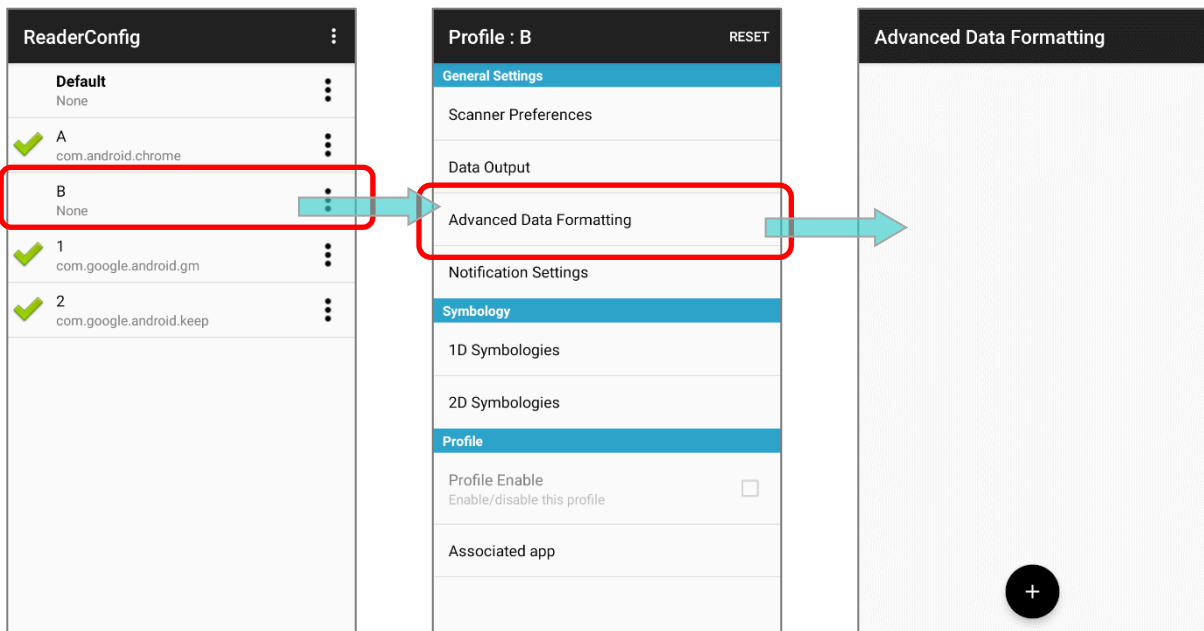 ReaderConfig
Default
None
A
com.android.chrome
B
None
1
com.google.android.gm
2
com.google.android.keep
Profile : B
RESET
General Settings
Scanner Preferences
Data Output
Advanced Data Formatting
Notification Settings
Symbology
1D Symbologies
2D Symbologies
Profile
Profile Enable
Enable/disable this profile
Associated app
Advanced Data Formatting
+